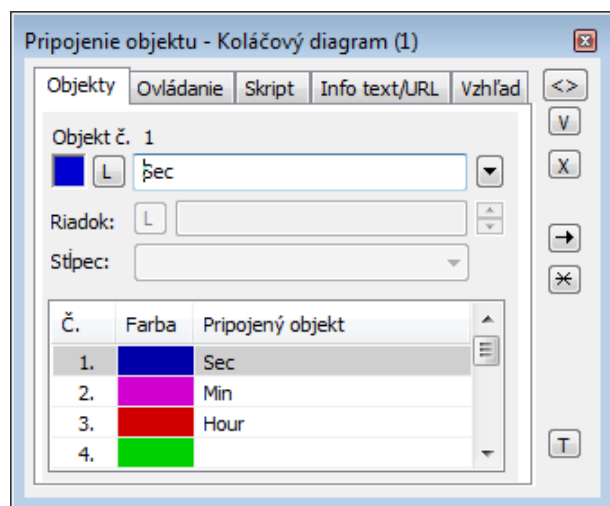 Pripojenie objektu - Koláčový diagram (1)
Objekty Ovládanie Skript Info text/URL Vzhľad
<>
V
X
Objekt č. 1
L Sec
Riadok: L
Stĺpec:
Č. Farba Pripojený objekt
1. Sec
2. Min
3. Hour
4.
T